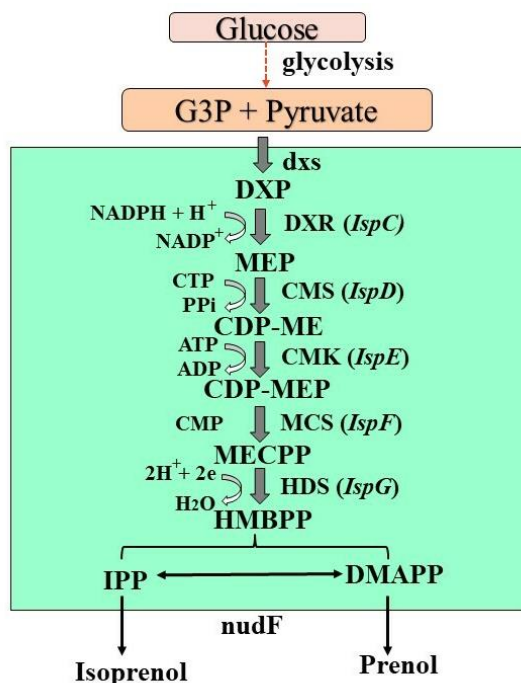 Glucose
glycolysis
G3P + Pyruvate
dxs
DXP
NADPH + H+
NADP+
DXR (IspC)
MEP
CTP
PPi
CMS (IspD)
CDP-ME
ATP
ADP
CMK (IspE)
CDP-MEP
CMP
MCS (IspF)
MECPP
2H+ + 2e
H2O
HDS (IspG)
HMBPP
IPP
DMAPP
nudF
Isoprenol
Prenol